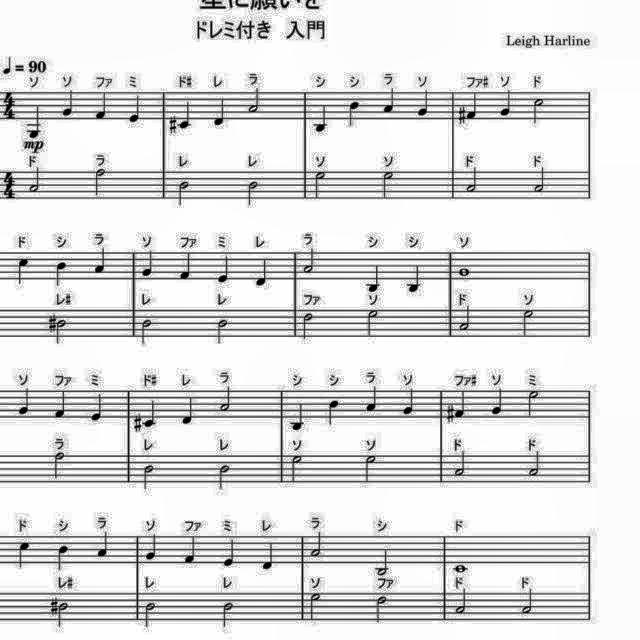 星に願いを
ドレミ付き 入門
Leigh Harline
♩ = 90
ソ ソ ファ ミ ド♯ レ ラ シ シ ラ ソ ファ♯ ソ ド
4/4
mp
ド ラ レ レ ソ ソ ド ド
4/4
ド シ ラ ソ ファ ミ レ ラ シ シ ソ
レ♯ レ レ ファ ソ ド ソ
ソ ファ ミ ド♯ レ ラ シ シ ラ ソ ファ♯ ソ ミ
ラ レ レ ソ ソ ド ド
ド シ ラ ソ ファ ミ レ ラ シ ド
レ♯ レ レ ソ ファ ド ド